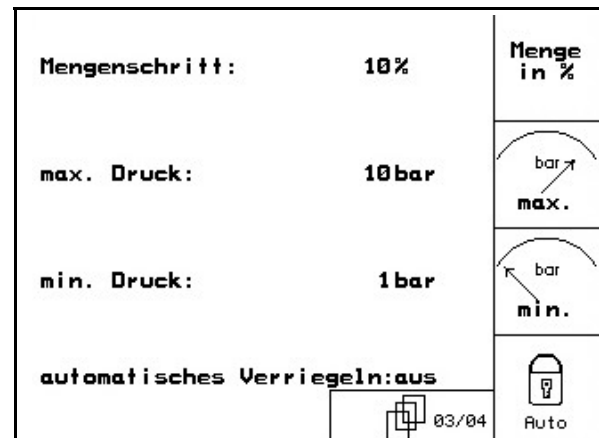 Mengenschritt: 10%
Menge
in %
max. Druck: 10bar
bar
max.
min. Druck: 1bar
bar
min.
automatisches Verriegeln:aus
03/04
Auto